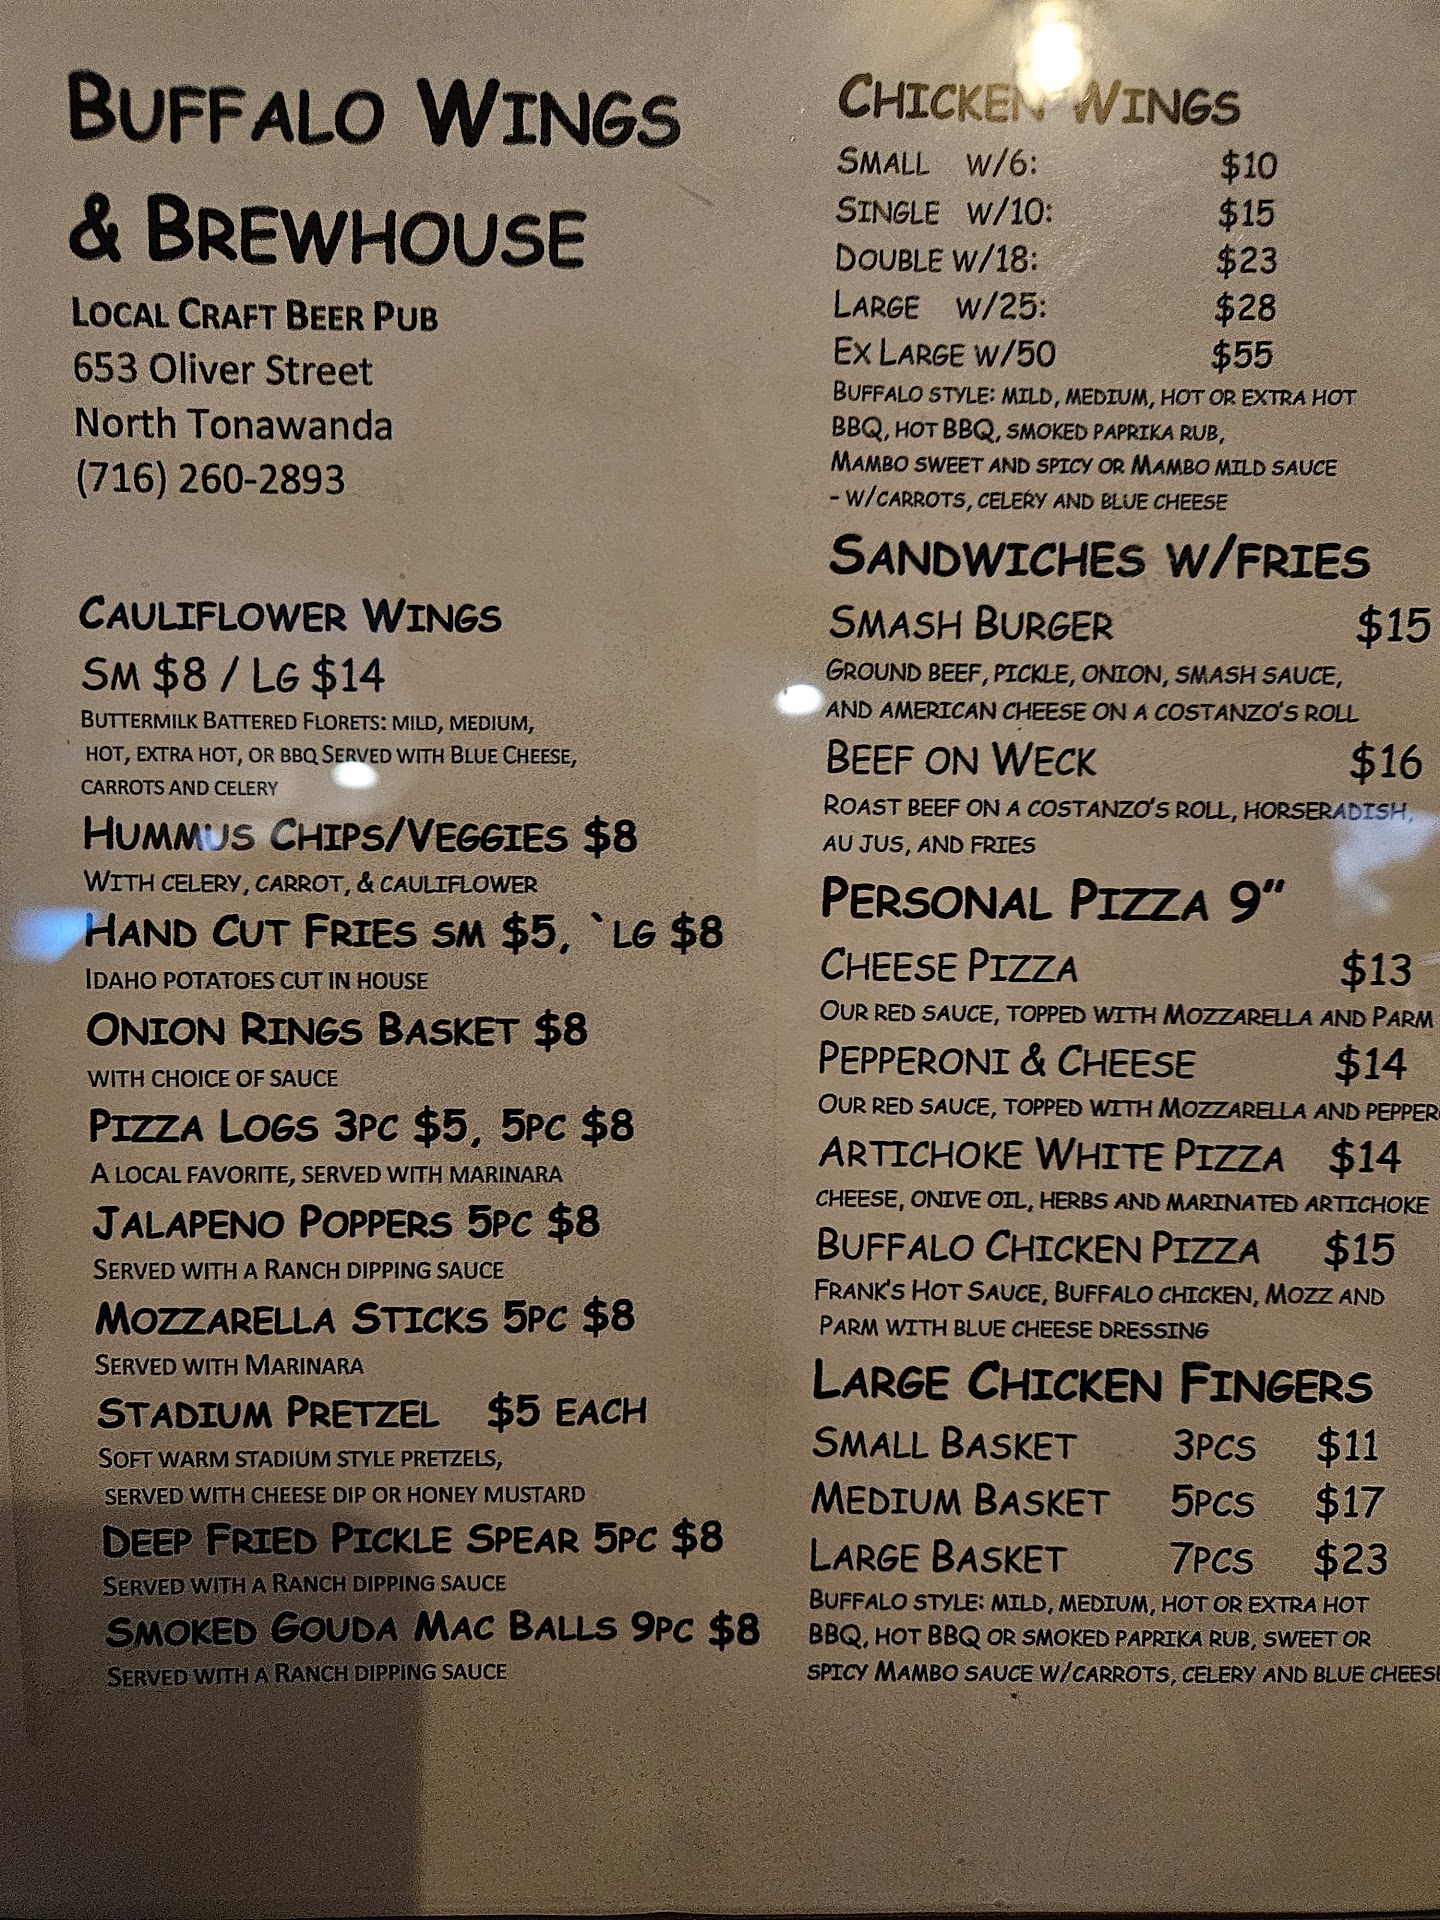 BUFFALO WINGS
& BREWHOUSE
LOCAL CRAFT BEER PUB
653 Oliver Street
North Tonawanda
(716) 260-2893
CAULIFLOWER WINGS
SM $8 / LG $14
BUTTERMILK BATTERED FLORETS: MILD, MEDIUM,
HOT, EXTRA HOT, OR BBQ SERVED WITH BLUE CHEESE,
CARROTS AND CELERY
HUMMUS CHIPS/VEGGIES $8
WITH CELERY, CARROT, & CAULIFLOWER
HAND CUT FRIES SM $5, `LG $8
IDAHO POTATOES CUT IN HOUSE
ONION RINGS BASKET $8
WITH CHOICE OF SAUCE
PIZZA LOGS 3PC $5, 5PC $8
A LOCAL FAVORITE, SERVED WITH MARINARA
JALAPENO POPPERS 5PC $8
SERVED WITH A RANCH DIPPING SAUCE
MOZZARELLA STICKS 5PC $8
SERVED WITH MARINARA
STADIUM PRETZEL $5 EACH
SOFT WARM STADIUM STYLE PRETZELS,
SERVED WITH CHEESE DIP OR HONEY MUSTARD
DEEP FRIED PICKLE SPEAR 5PC $8
SERVED WITH A RANCH DIPPING SAUCE
SMOKED GOUDA MAC BALLS 9PC $8
SERVED WITH A RANCH DIPPING SAUCE
CHICKEN WINGS
SMALL W/6: $10
SINGLE W/10: $15
DOUBLE W/18: $23
LARGE W/25: $28
EX LARGE W/50 $55
BUFFALO STYLE: MILD, MEDIUM, HOT OR EXTRA HOT
BBQ, HOT BBQ, SMOKED PAPRIKA RUB,
MAMBO SWEET AND SPICY OR MAMBO MILD SAUCE
- W/CARROTS, CELERY AND BLUE CHEESE
SANDWICHES W/FRIES
SMASH BURGER $15
GROUND BEEF, PICKLE, ONION, SMASH SAUCE,
AND AMERICAN CHEESE ON A COSTANZO'S ROLL
BEEF ON WECK $16
ROAST BEEF ON A COSTANZO'S ROLL, HORSERADISH,
AU JUS, AND FRIES
PERSONAL PIZZA 9"
CHEESE PIZZA $13
OUR RED SAUCE, TOPPED WITH MOZZARELLA AND PARM
PEPPERONI & CHEESE $14
OUR RED SAUCE, TOPPED WITH MOZZARELLA AND PEPPER
ARTICHOKE WHITE PIZZA $14
CHEESE, ONIVE OIL, HERBS AND MARINATED ARTICHOKE
BUFFALO CHICKEN PIZZA $15
FRANK'S HOT SAUCE, BUFFALO CHICKEN, MOZZ AND
PARM WITH BLUE CHEESE DRESSING
LARGE CHICKEN FINGERS
SMALL BASKET 3PCS $11
MEDIUM BASKET 5PCS $17
LARGE BASKET 7PCS $23
BUFFALO STYLE: MILD, MEDIUM, HOT OR EXTRA HOT
BBQ, HOT BBQ OR SMOKED PAPRIKA RUB, SWEET OR
SPICY MAMBO SAUCE W/CARROTS, CELERY AND BLUE CHEESE